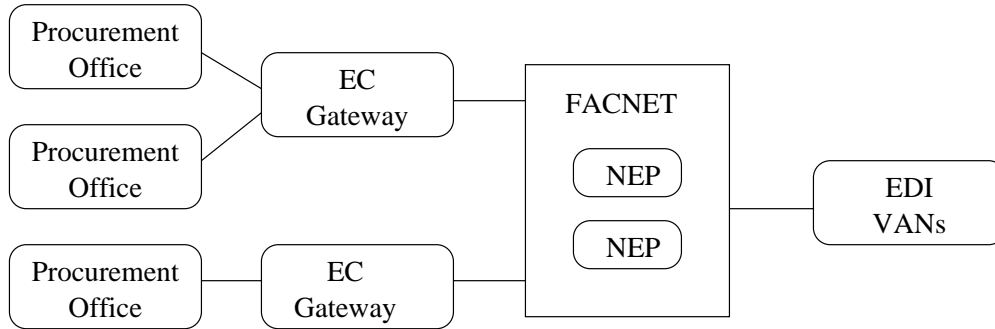 Procurement
Office
EC
Gateway
Procurement
Office
Procurement
Office
EC
Gateway
FACNET
NEP
NEP
EDI
VANs